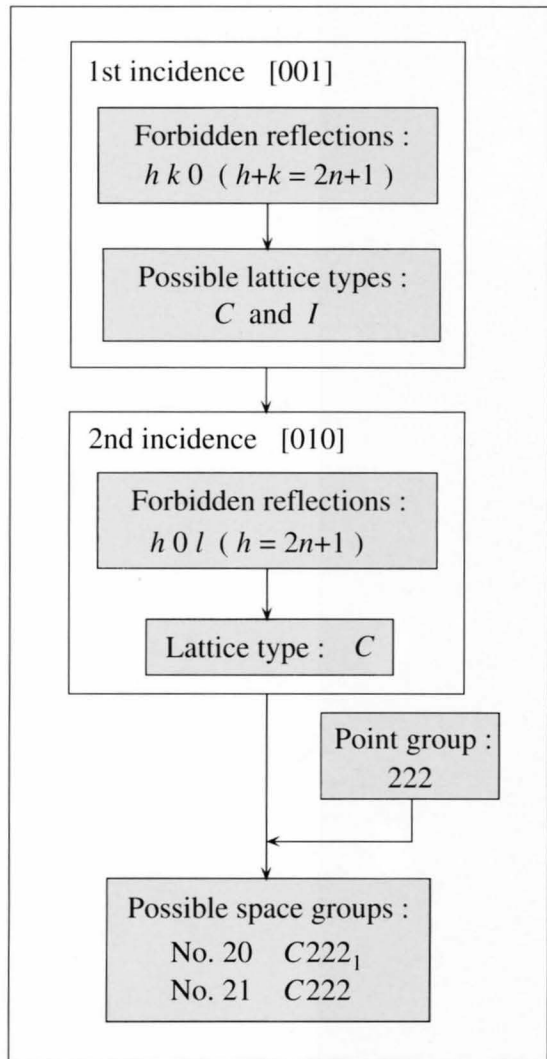 1st incidence [001]
Forbidden reflections :
h k 0 ( h+k = 2n+1 )
Possible lattice types :
C and I
2nd incidence [010]
Forbidden reflections :
h 0 l ( h = 2n+1 )
Lattice type : C
Point group :
222
Possible space groups :
No. 20 C222₁
No. 21 C222